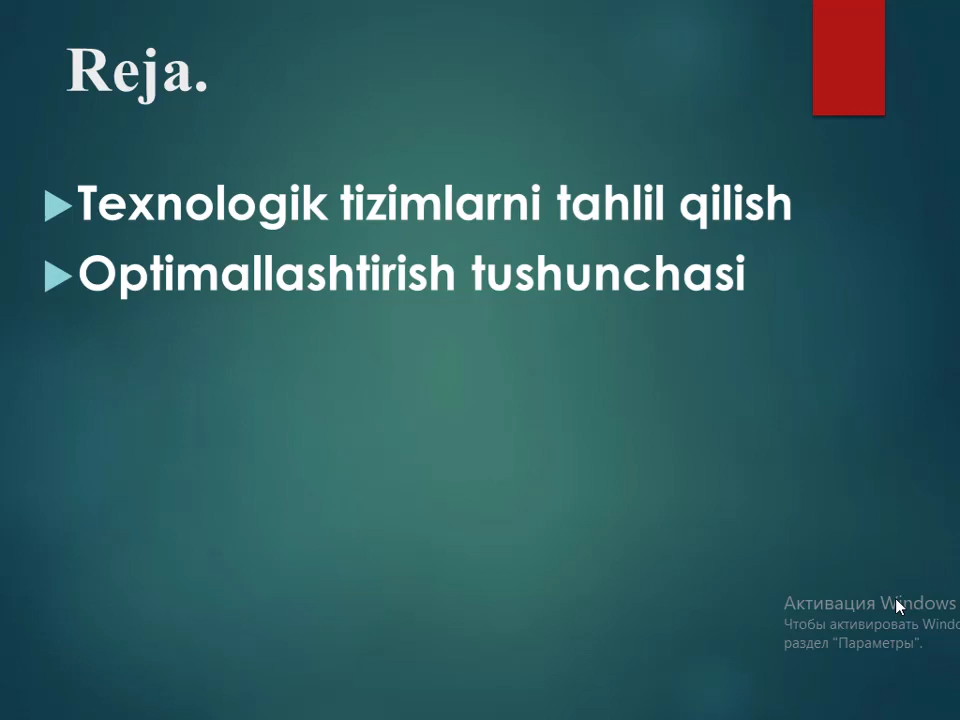 Reja.
Texnologik tizimlarni tahlil qilish
Optimallashtirish tushunchasi
Активация Windows
Чтобы активировать Windo
раздел "Параметры".